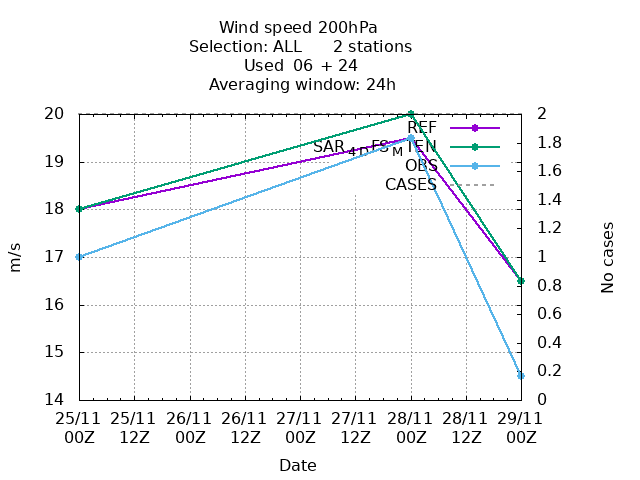 Wind speed 200hPa
Selection: ALL 2 stations
Used 06 + 24
Averaging window: 24h
20
19
18
17
16
15
14
m/s
2
1.8
1.6
1.4
1.2
1
0.8
0.6
0.4
0.2
0
No cases
REF
OBS
CASES
25/11 25/11 26/11 26/11 27/11 27/11 28/11 28/11 29/11
00Z 12Z 00Z 12Z 00Z 12Z 00Z 12Z 00Z
Date